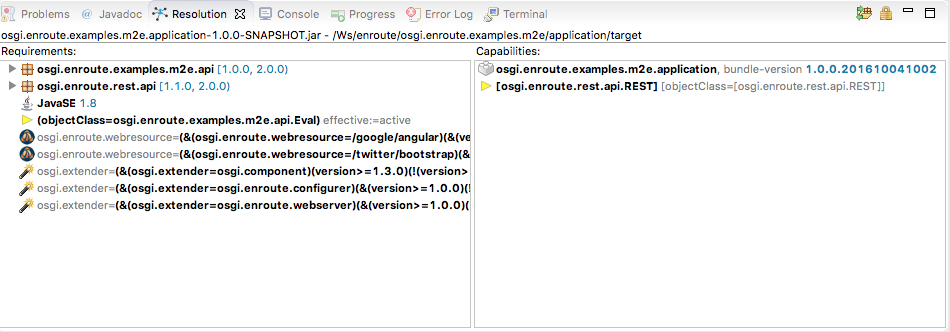 Problems @ Javadoc Resolution Console Progress Error Log Terminal
osgi.enroute.examples.m2e.application-1.0.0-SNAPSHOT.jar - /Ws/enroute/osgi.enroute.examples.m2e/application/target
Requirements:
osgi.enroute.examples.m2e.api [1.0.0, 2.0.0)
osgi.enroute.rest.api [1.1.0, 2.0.0)
JavaSE 1.8
(objectClass=osgi.enroute.examples.m2e.api.Eval) effective:=active
osgi.enroute.webresource=(&(osgi.enroute.webresource=/google/angular)(&(ve
osgi.enroute.webresource=(&(osgi.enroute.webresource=/twitter/bootstrap)(&
osgi.extender=(&(osgi.extender=osgi.component)(version>=1.3.0)(!(version>
osgi.extender=(&(osgi.extender=osgi.enroute.configurer)(&(version>=1.0.0)(!
osgi.extender=(&(osgi.extender=osgi.enroute.webserver)(&(version>=1.0.0)(
Capabilities:
osgi.enroute.examples.m2e.application, bundle-version 1.0.0.201610041002
[osgi.enroute.rest.api.REST] [objectClass=[osgi.enroute.rest.api.REST]]